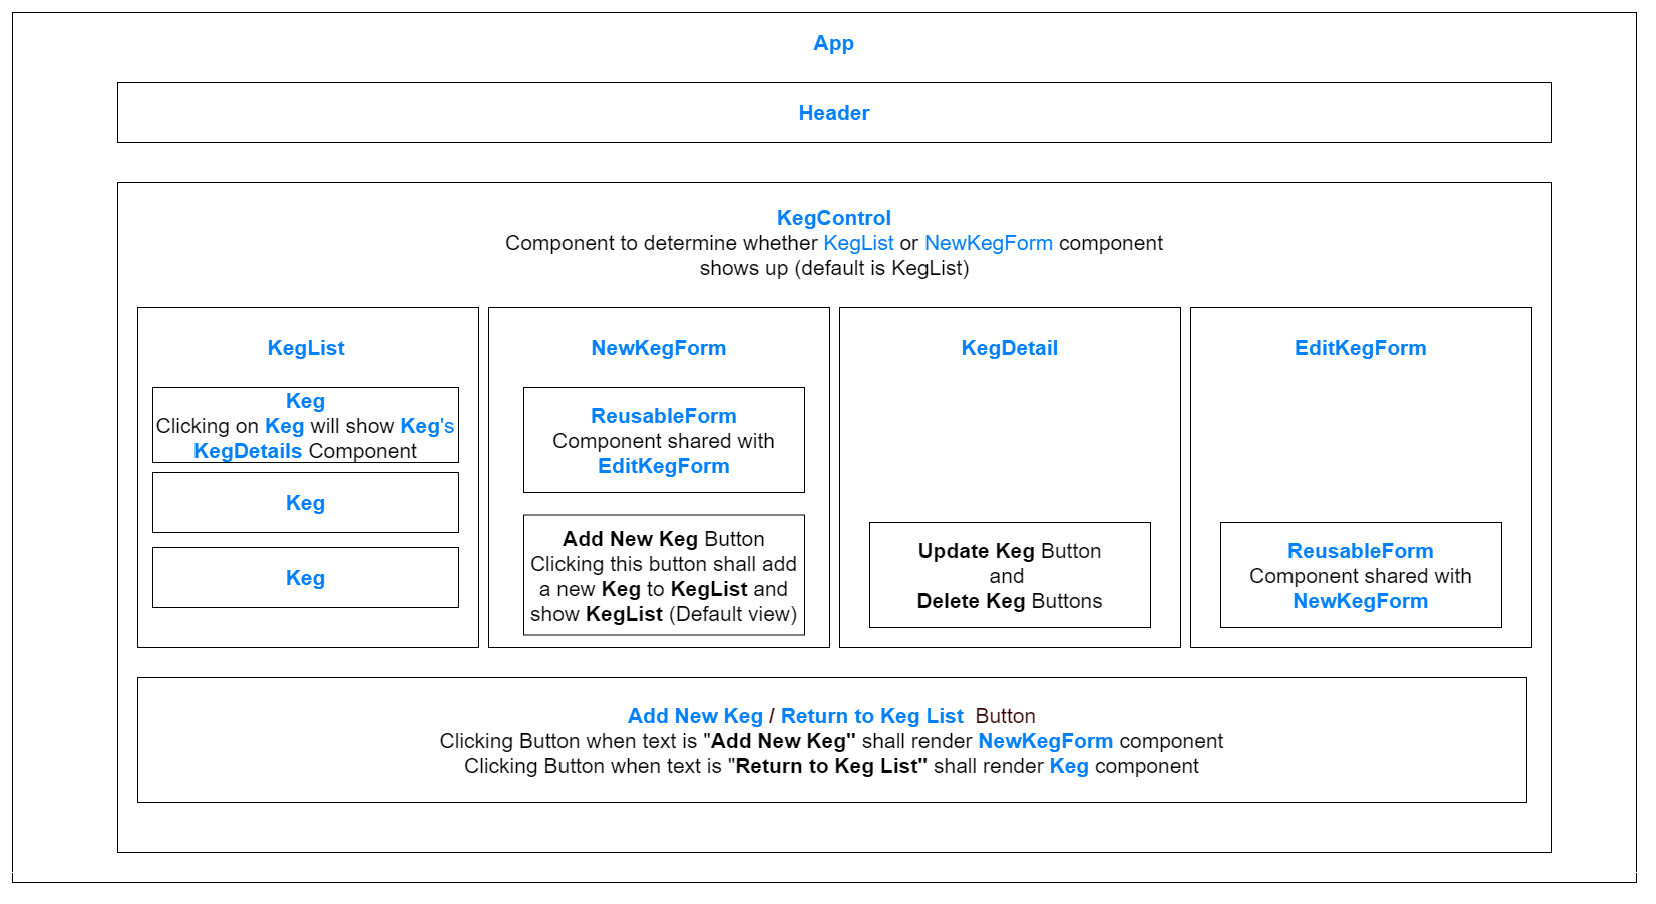 App
Header
KegControl
Component to determine whether KegList or NewKegForm component
shows up (default is KegList)
KegList
Keg
Clicking on Keg will show Keg's
KegDetails Component
Keg
Keg
NewKegForm
ReusableForm
Component shared with
EditKegForm
Add New Keg Button
Clicking this button shall add
a new Keg to KegList and
show KegList (Default view)
KegDetail
Update Keg Button
and
Delete Keg Buttons
EditKegForm
ReusableForm
Component shared with
NewKegForm
Add New Keg / Return to Keg List Button
Clicking Button when text is "Add New Keg" shall render NewKegForm component
Clicking Button when text is "Return to Keg List" shall render Keg component